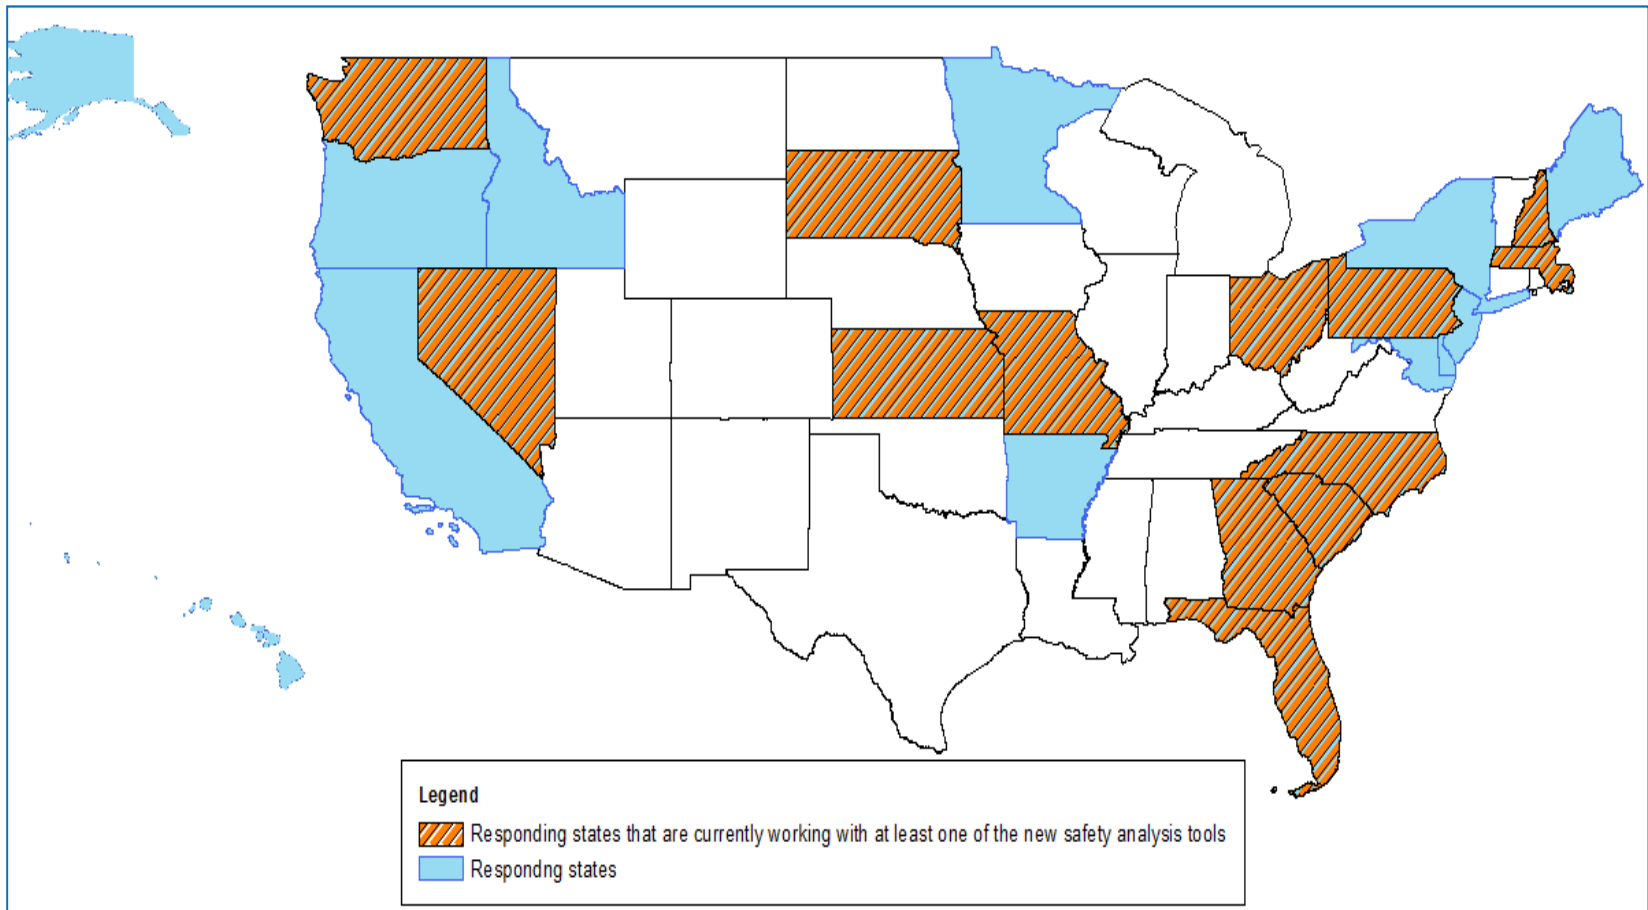 Legend
Responding states that are currently working with at least one of the new safety analysis tools
Respondng states